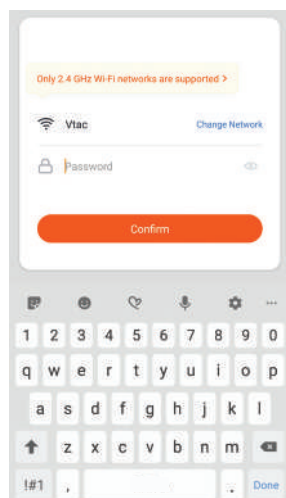 Only 2.4 GHz Wi-Fi networks are supported >
Vtac Change Network
Password
Confirm
1 2 3 4 5 6 7 8 9 0
q w e r t y u i o p
a s d f g h j k l
z x c v b n m
!#1 , . Done